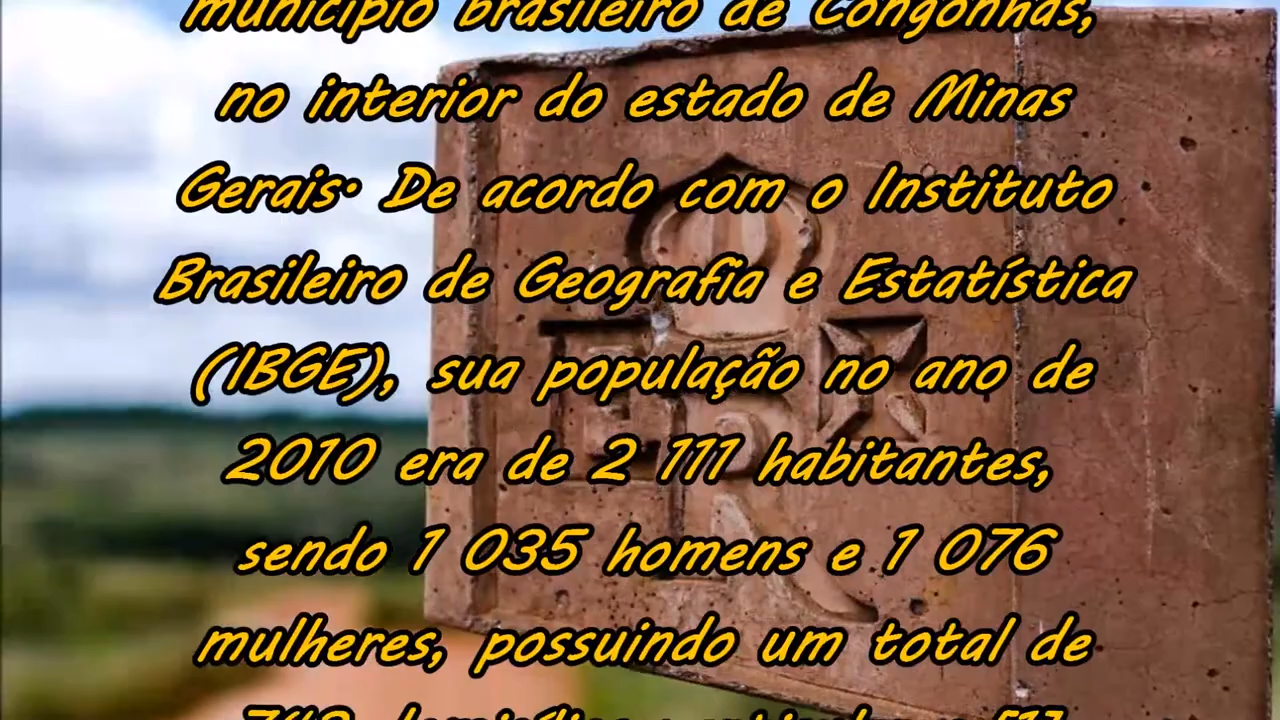 município brasileiro de Congonhas,
no interior do estado de Minas
Gerais. De acordo com o Instituto
Brasileiro de Geografia e Estatística
(IBGE), sua população no ano de
2010 era de 2 111 habitantes,
sendo 1 035 homens e 1 076
mulheres, possuindo um total de